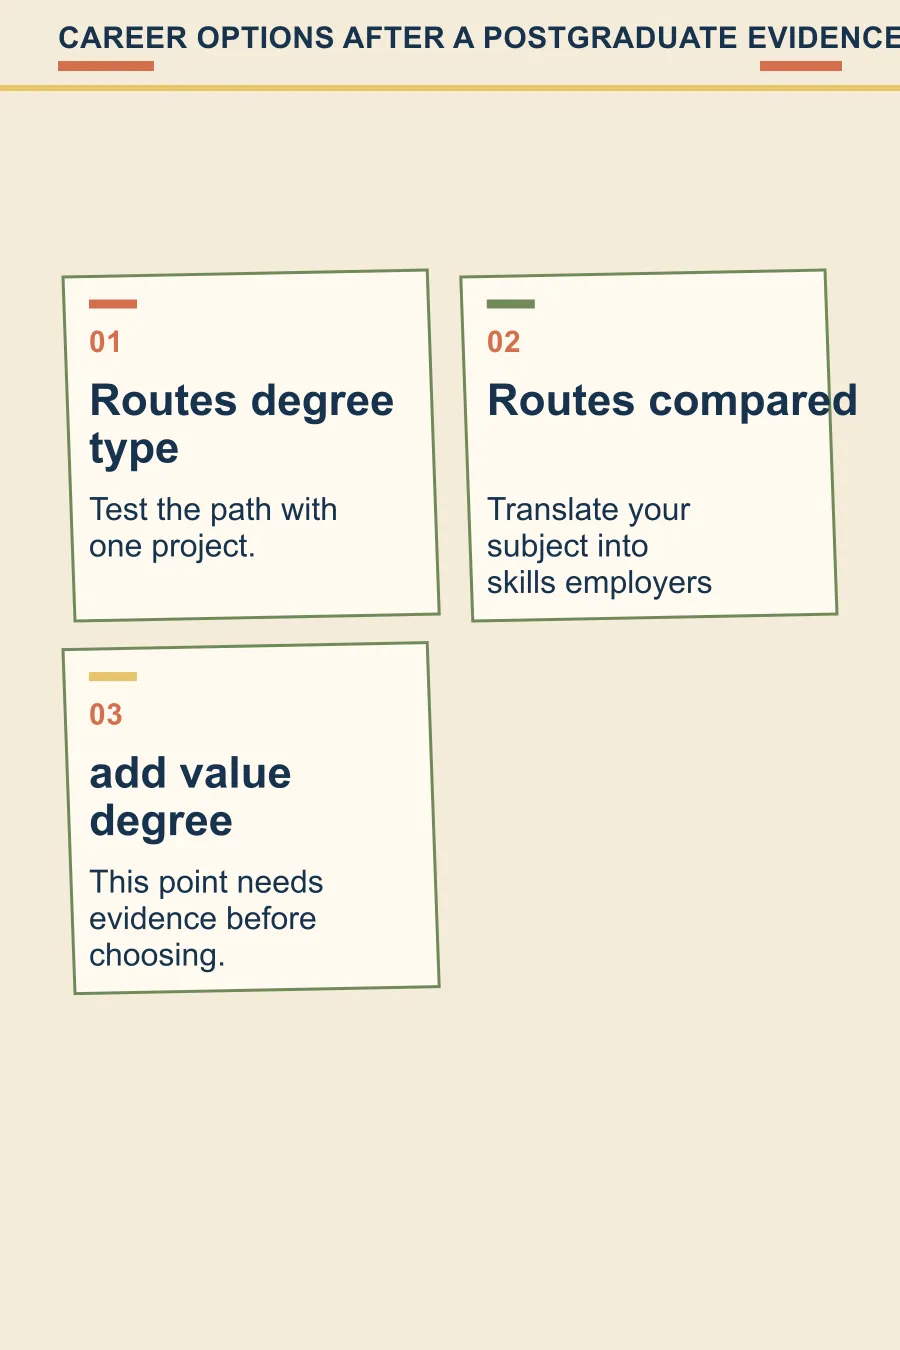 CAREER OPTIONS AFTER A POSTGRADUATE EVIDENCE
01
Routes degree
type
Test the path with
one project.
02
Routes compared
Translate your
subject into
skills employers
03
add value
degree
This point needs
evidence before
choosing.